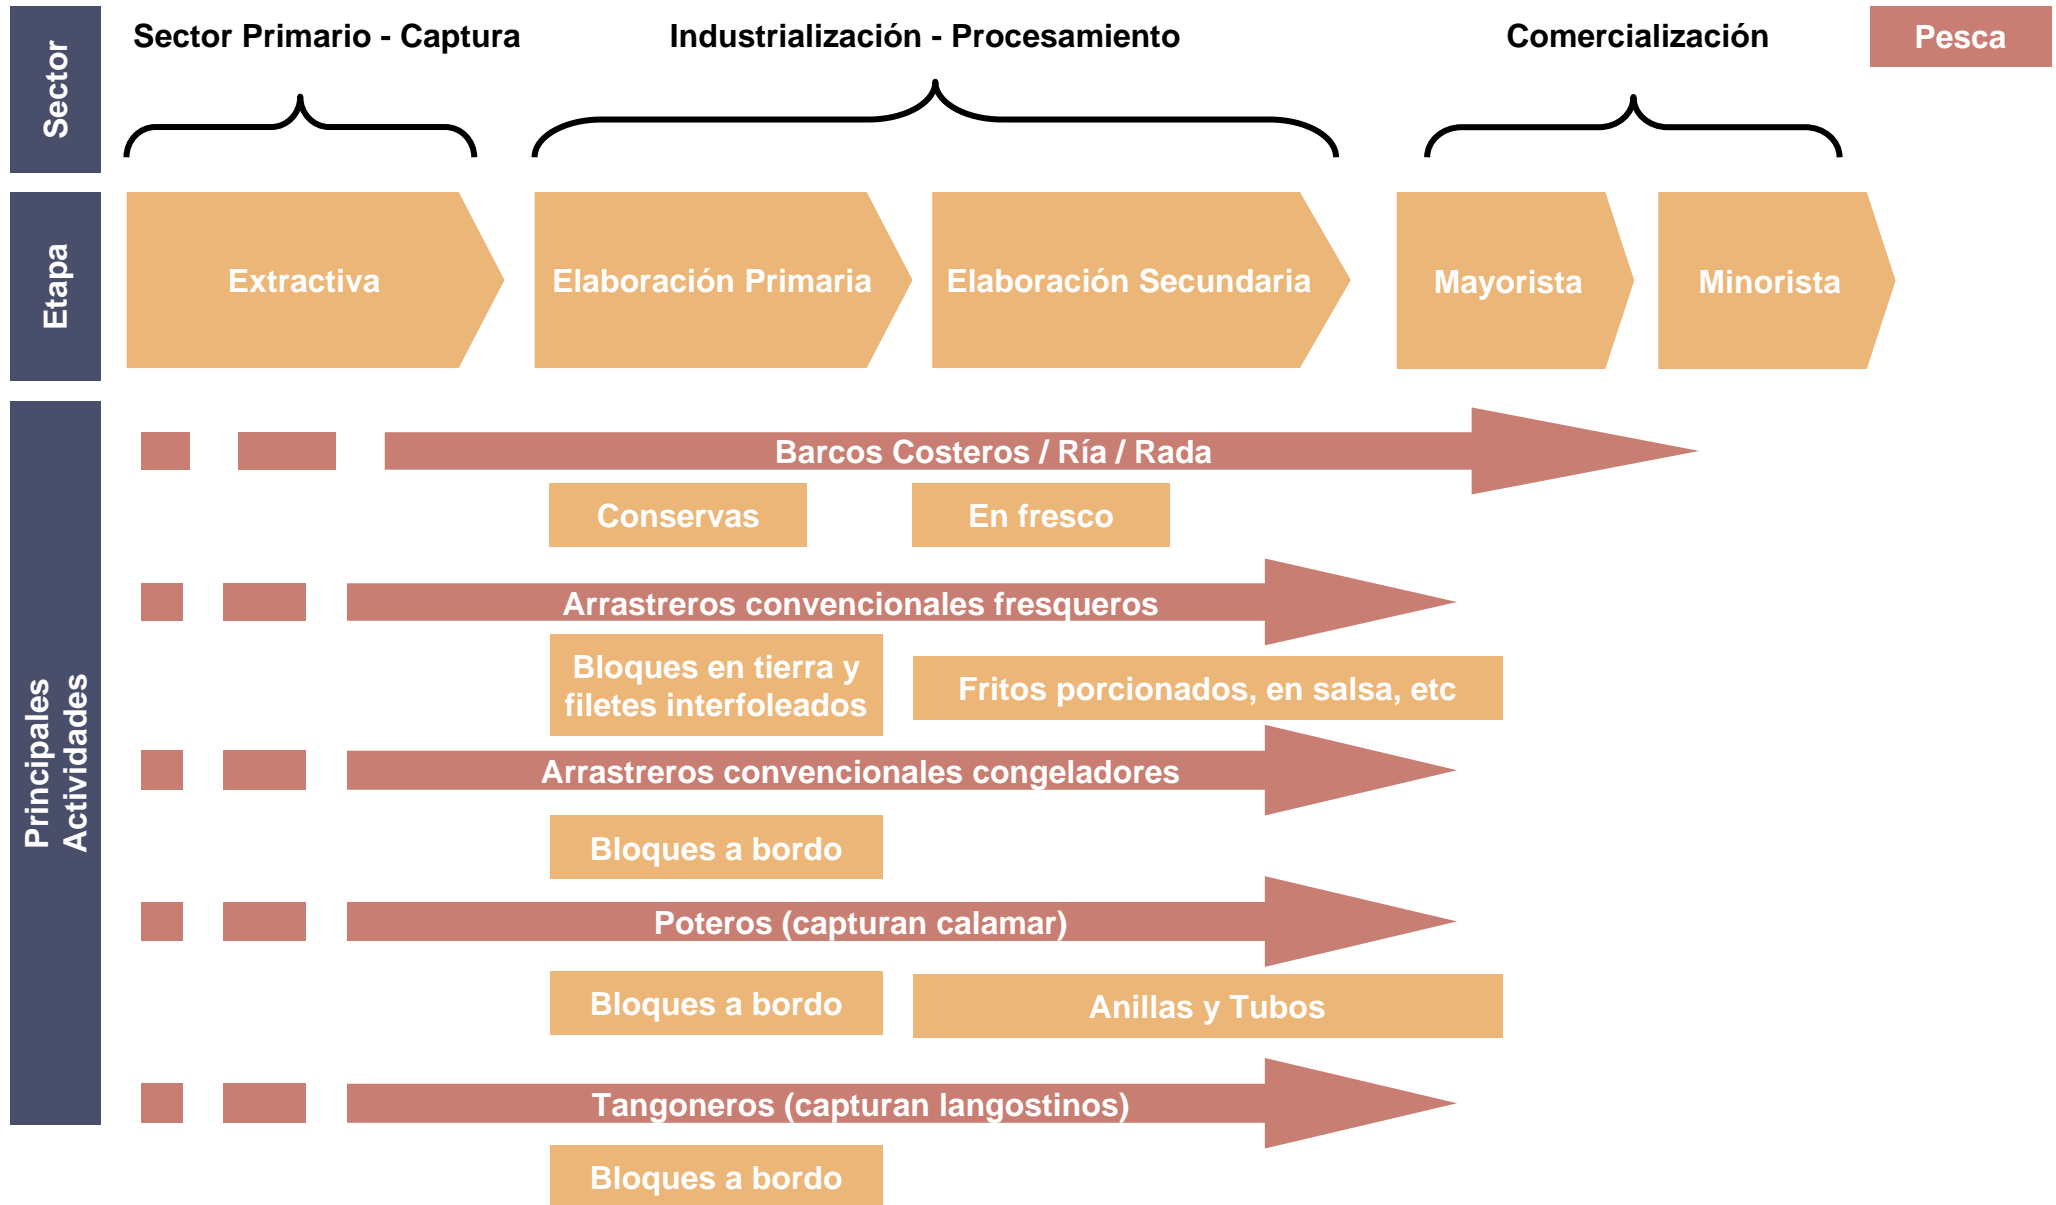 Sector
Sector Primario - Captura
Industrialización - Procesamiento
Comercialización
Pesca
Etapa
Extractiva
Elaboración Primaria
Elaboración Secundaria
Mayorista
Minorista
Principales
Actividades
Barcos Costeros / Ría / Rada
Conservas
En fresco
Arrastreros convencionales fresqueros
Bloques en tierra y
filetes interfoleados
Fritos porcionados, en salsa, etc
Arrastreros convencionales congeladores
Bloques a bordo
Poteros (capturan calamar)
Bloques a bordo
Anillas y Tubos
Tangoneros (capturan langostinos)
Bloques a bordo